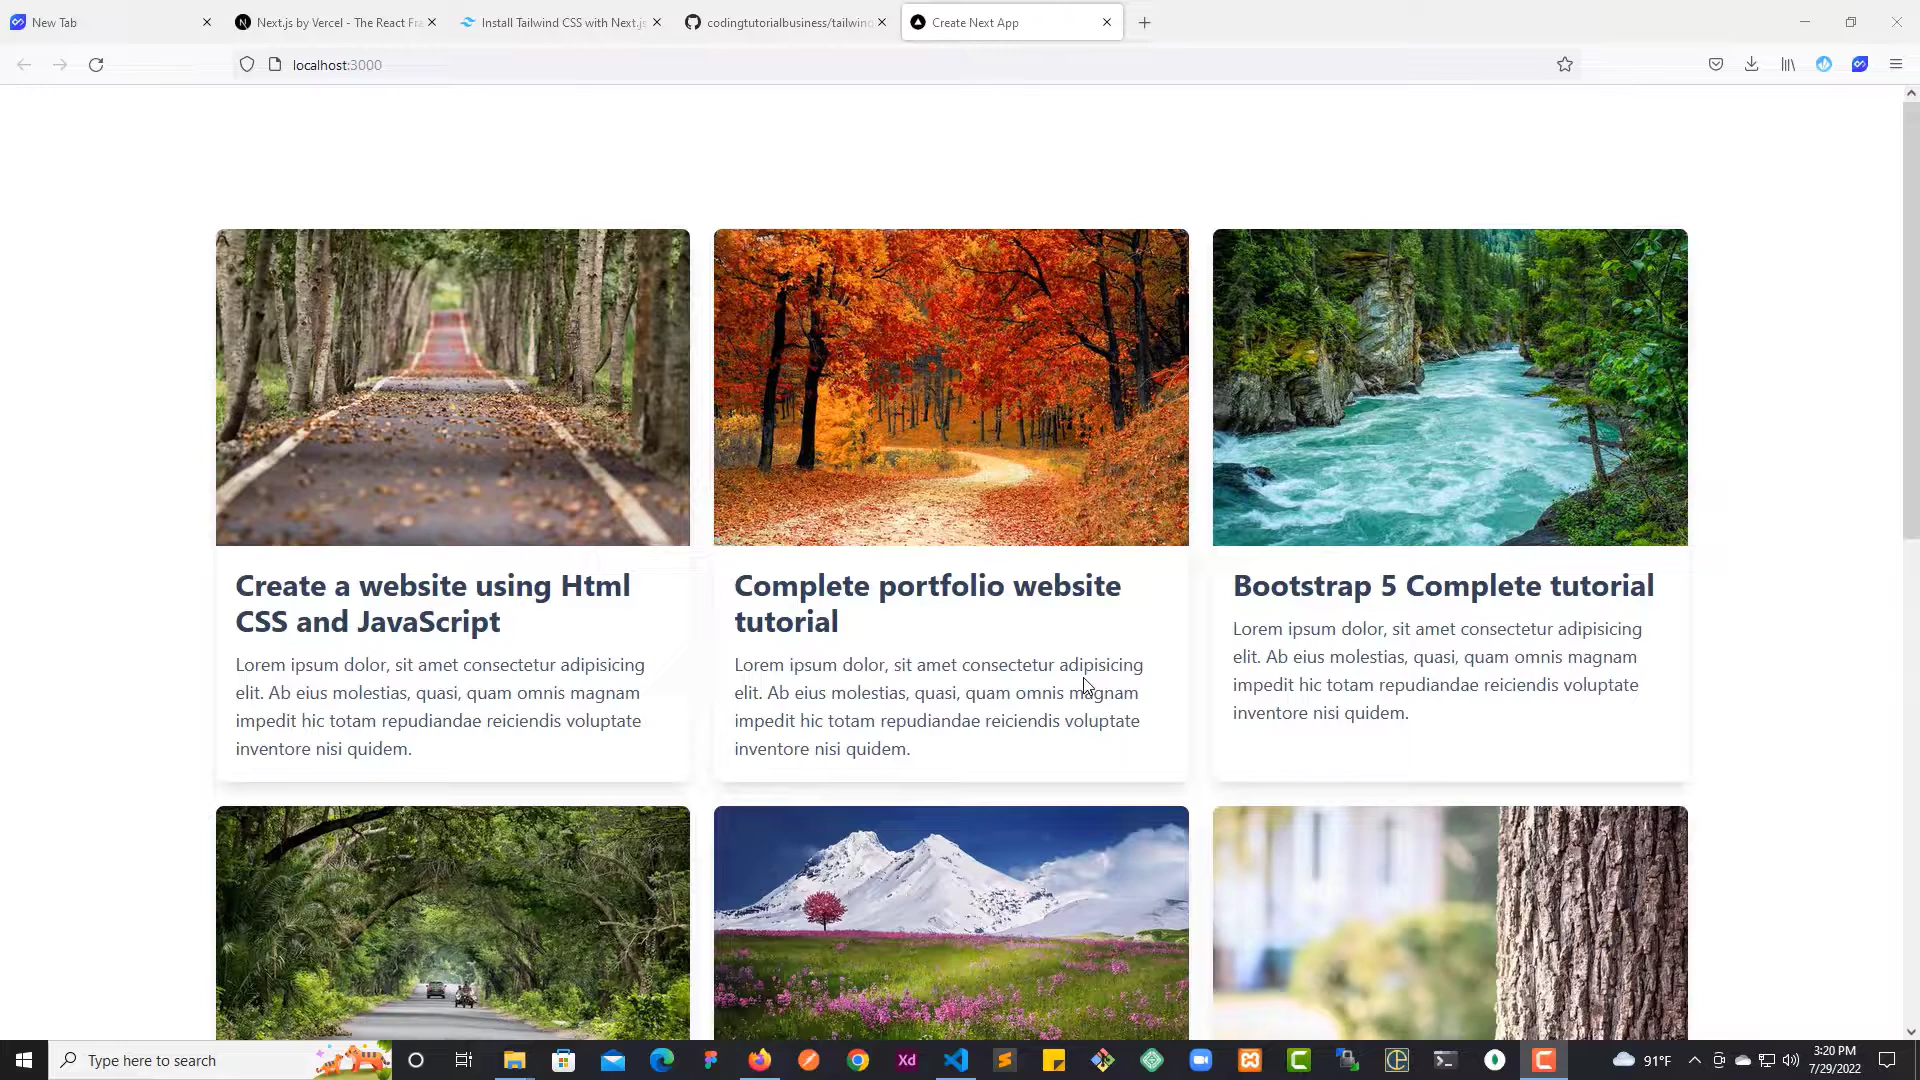 New Tab
Next.js by Vercel - The React Fra
Install Tailwind CSS with Next.js
codingtutorialbusiness/tailwind
Create Next App
localhost:3000
Create a website using Html
CSS and JavaScript
Lorem ipsum dolor, sit amet consectetur adipisicing
elit. Ab eius molestias, quasi, quam omnis magnam
impedit hic totam repudiandae reiciendis voluptate
inventore nisi quidem.
Complete portfolio website
tutorial
Lorem ipsum dolor, sit amet consectetur adipisicing
elit. Ab eius molestias, quasi, quam omnis magnam
impedit hic totam repudiandae reiciendis voluptate
inventore nisi quidem.
Bootstrap 5 Complete tutorial
Lorem ipsum dolor, sit amet consectetur adipisicing
elit. Ab eius molestias, quasi, quam omnis magnam
impedit hic totam repudiandae reiciendis voluptate
inventore nisi quidem.
Type here to search
Xd
91°F
3:20 PM
7/29/2022